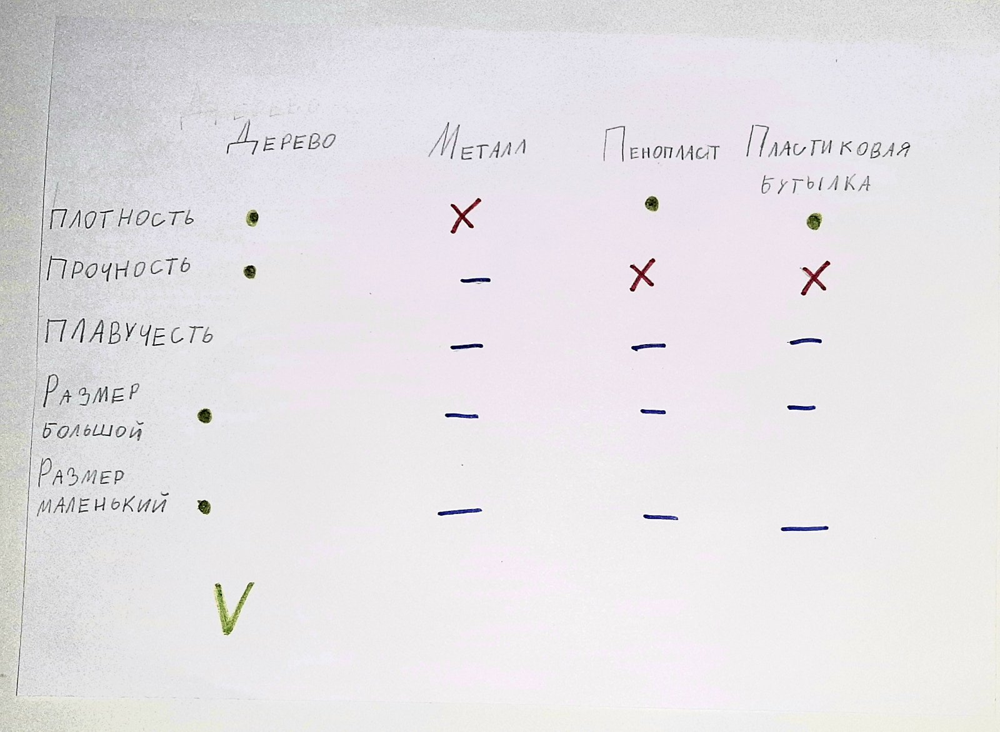 Дерево Металл Пенопласт Пластиковая
бутылка
плотность • × • •
Прочность • — × ×
плавучесть — — —
Размер
большой • — — —
Размер
маленький • — — —
V